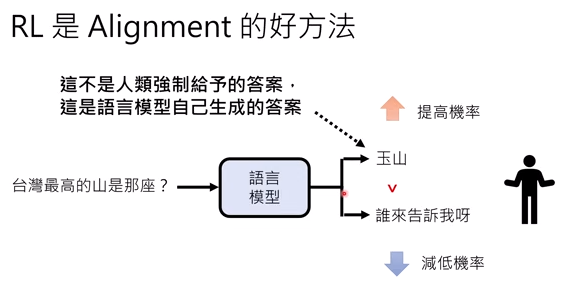 RL 是 Alignment 的好方法
這不是人類強制給予的答案，
這是語言模型自己生成的答案
提高機率
台灣最高的山是那座？
語言
模型
玉山
v
誰來告訴我呀
減低機率